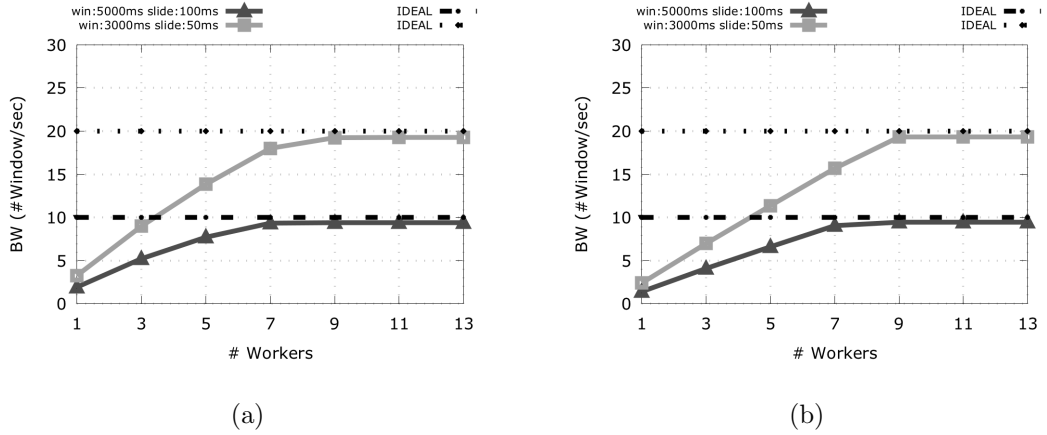 win:5000ms slide:100ms
win:3000ms slide:50ms
IDEAL
IDEAL
BW (#Window/sec)
30
25
20
15
10
5
0
1 3 5 7 9 11 13
# Workers
(a)
win:5000ms slide:100ms
win:3000ms slide:50ms
IDEAL
IDEAL
BW (#Window/sec)
30
25
20
15
10
5
0
1 3 5 7 9 11 13
# Workers
(b)